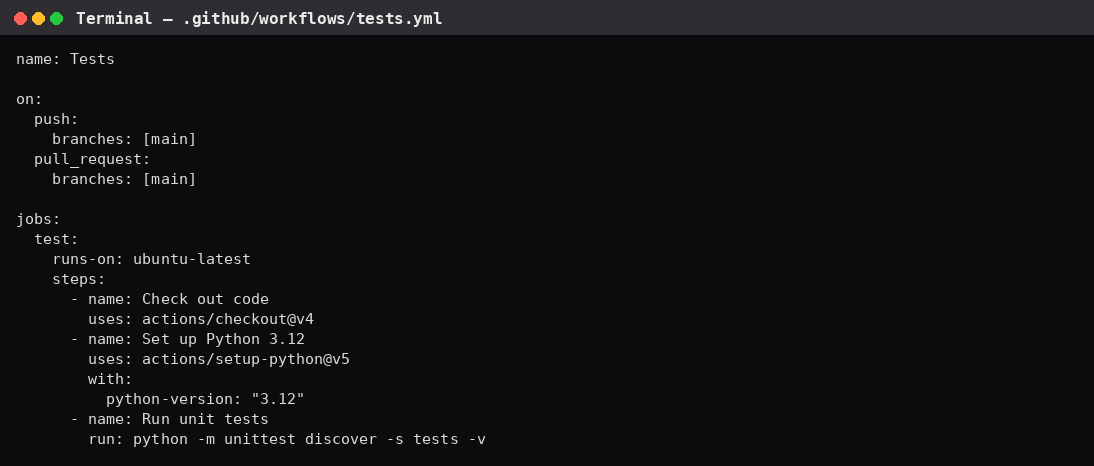 Terminal — .github/workflows/tests.yml
name: Tests

on:
  push:
    branches: [main]
  pull_request:
    branches: [main]

jobs:
  test:
    runs-on: ubuntu-latest
    steps:
      - name: Check out code
        uses: actions/checkout@v4
      - name: Set up Python 3.12
        uses: actions/setup-python@v5
        with:
          python-version: "3.12"
      - name: Run unit tests
        run: python -m unittest discover -s tests -v